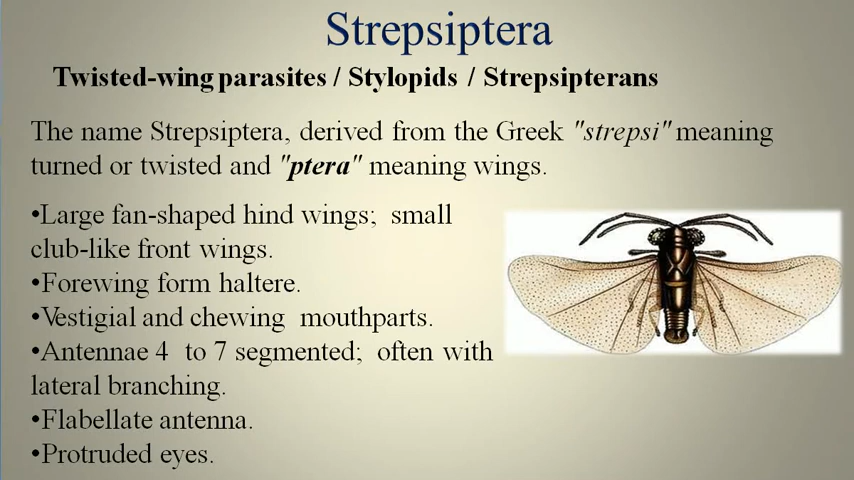 Strepsiptera
Twisted-wing parasites / Stylopids / Strepsipterans
The name Strepsiptera, derived from the Greek "strepsi" meaning
turned or twisted and "ptera" meaning wings.
•Large fan-shaped hind wings; small
club-like front wings.
•Forewing form haltere.
•Vestigial and chewing mouthparts.
•Antennae 4 to 7 segmented; often with
lateral branching.
•Flabellate antenna.
•Protruded eyes.